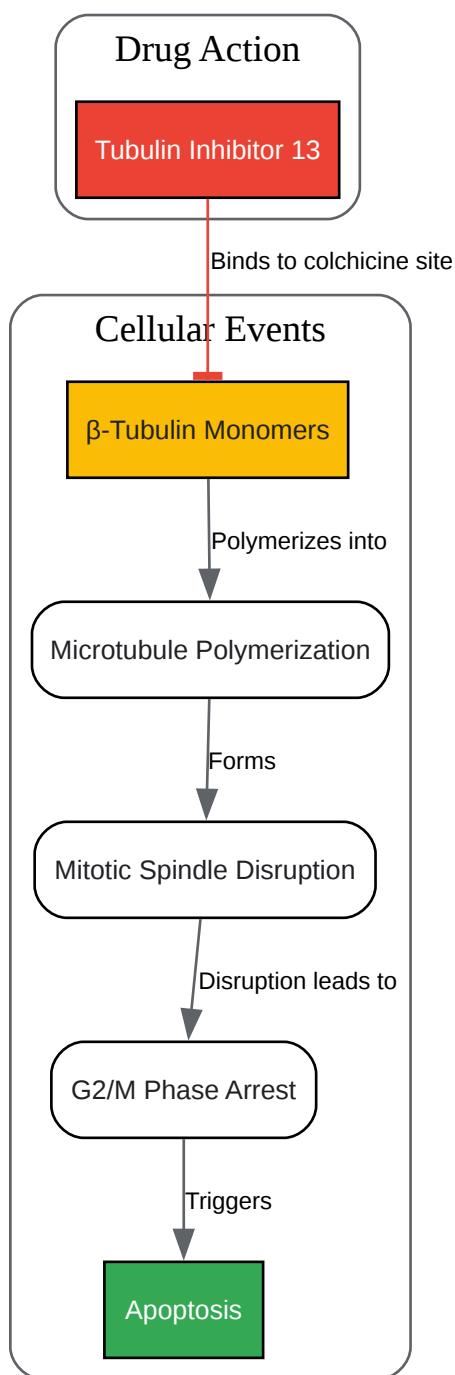 Drug Action
Tubulin Inhibitor 13
Binds to colchicine site
Cellular Events
β-Tubulin Monomers
Polymerizes into
Microtubule Polymerization
Forms
Mitotic Spindle Disruption
Disruption leads to
G2/M Phase Arrest
Triggers
Apoptosis